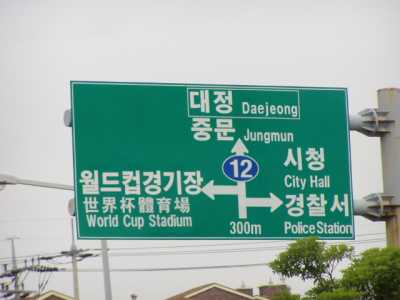 대정 Daejeong
중문 Jungmun
12
월드컵경기장
世界杯體育場
World Cup Stadium
시청
City Hall
경찰서
Police Station
300m